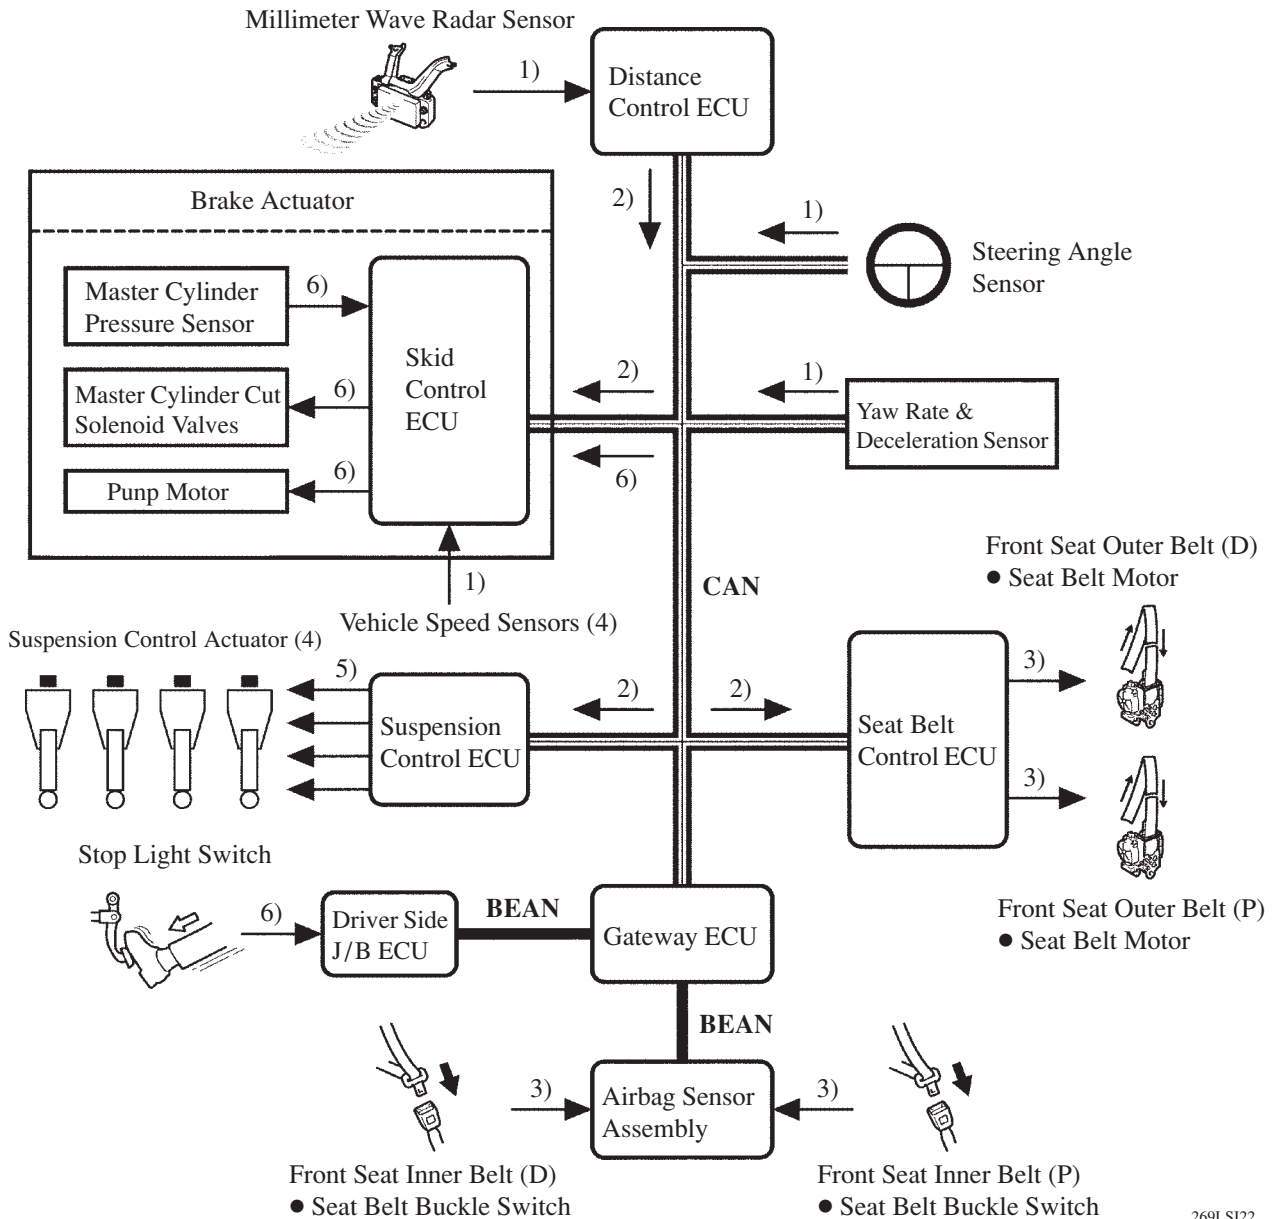 Millimeter Wave Radar Sensor
1)
Distance
Control ECU
2)
1)
Steering Angle
Sensor
Brake Actuator
Master Cylinder
Pressure Sensor
6)
Skid
Control
ECU
Master Cylinder Cut
Solenoid Valves
6)
Punp Motor
6)
2)
6)
1)
Yaw Rate &
Deceleration Sensor
1)
Vehicle Speed Sensors (4)
CAN
Front Seat Outer Belt (D)
● Seat Belt Motor
Suspension Control Actuator (4)
5)
Suspension
Control ECU
2)
2)
Seat Belt
Control ECU
3)
3)
Front Seat Outer Belt (P)
● Seat Belt Motor
Stop Light Switch
6)
Driver Side
J/B ECU
BEAN
Gateway ECU
BEAN
3)
Airbag Sensor
Assembly
3)
Front Seat Inner Belt (D)
● Seat Belt Buckle Switch
Front Seat Inner Belt (P)
● Seat Belt Buckle Switch
269LSI22